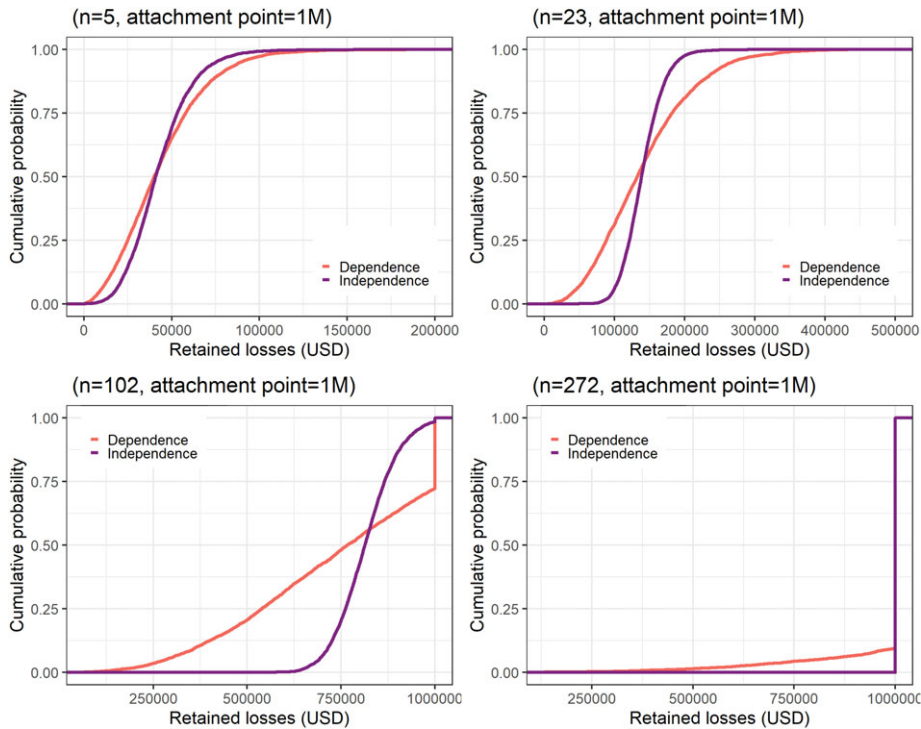 (n=5, attachment point=1M)
Cumulative probability
1.00
0.75
0.50
0.25
0.00
Dependence
Independence
0 50000 100000 150000 200000
Retained losses (USD)
(n=23, attachment point=1M)
Cumulative probability
1.00
0.75
0.50
0.25
0.00
Dependence
Independence
0 100000 200000 300000 400000 500000
Retained losses (USD)
(n=102, attachment point=1M)
Cumulative probability
1.00
0.75
0.50
0.25
0.00
Dependence
Independence
250000 500000 750000 1000000
Retained losses (USD)
(n=272, attachment point=1M)
Cumulative probability
1.00
0.75
0.50
0.25
0.00
Dependence
Independence
250000 500000 750000 1000000
Retained losses (USD)